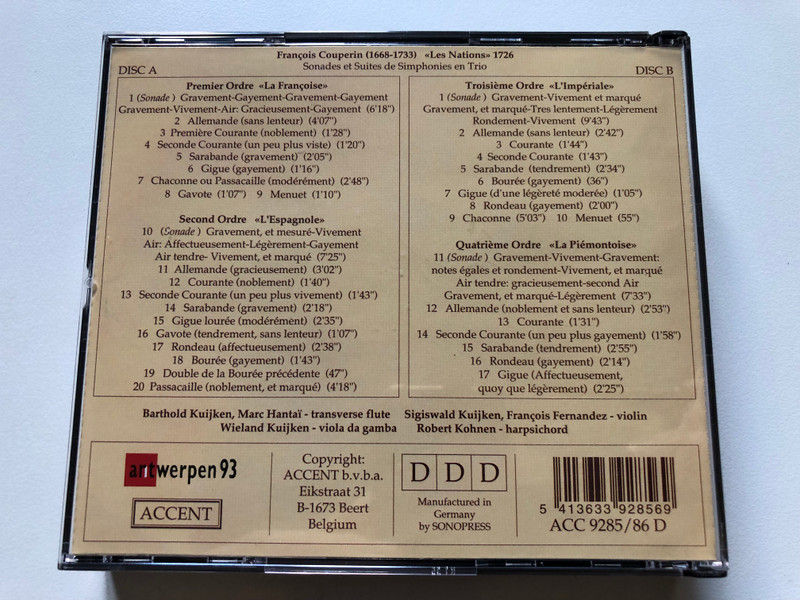 François Couperin (1668-1733) «Les Nations» 1726
Sonades et Suites de Simphonies en Trio
DISC A
DISC B
Premier Ordre «La Françoise»
1 (Sonade) Gravement-Gayement-Gravement-Gayement
Gravement-Vivement-Air: Gracieusement-Gayement (6'18")
2 Allemande (sans lenteur) (4'07")
3 Première Courante (noblement) (1'28")
4 Seconde Courante (un peu plus viste) (1'20")
5 Sarabande (gravement) (2'05")
6 Gigue (gayement) (1'16")
7 Chaconne ou Passacaille (modérément) (2'48")
8 Gavote (1'07") 9 Menuet (1'10")
Second Ordre «L'Espagnole»
10 (Sonade) Gravement, et mesuré-Vivement
Air: Affectueusement-Légèrement-Gayement
Air tendre- Vivement, et marqué (7'25")
11 Allemande (gracieusement) (3'02")
12 Courante (noblement) (1'40")
13 Seconde Courante (un peu plus vivement) (1'43")
14 Sarabande (gravement) (2'18")
15 Gigue lourée (modérément) (2'35")
16 Gavote (tendrement, sans lenteur) (1'07")
17 Rondeau (affectueusement) (2'38")
18 Bourée (gayement) (1'43")
19 Double de la Bourée précédente (47")
20 Passacaille (noblement, et marqué) (4'18")
Troisième Ordre «L'Impériale»
1 (Sonade) Gravement-Vivement et marqué
Gravement, et marqué-Tres lentement-Légèrement
Rondement-Vivement (9'43")
2 Allemande (sans lenteur) (2'42")
3 Courante (1'44")
4 Seconde Courante (1'43")
5 Sarabande (tendrement) (2'34")
6 Bourée (gayement) (36")
7 Gigue (d'une légèreté moderée) (1'05")
8 Rondeau (gayement) (2'00")
9 Chaconne (5'03") 10 Menuet (55")
Quatrième Ordre «La Piémontoise»
11 (Sonade) Gravement-Vivement-Gravement:
notes égales et rondement-Vivement, et marqué
Air tendre: gracieusement-second Air
Gravement, et marqué-Légèrement (7'33")
12 Allemande (noblement et sans lenteur) (2'53")
13 Courante (1'31")
14 Seconde Courante (un peu plus gayement) (1'58")
15 Sarabande (tendrement) (2'55")
16 Rondeau (gayement) (2'14")
17 Gigue (Affectueusement,
quoy que légèrement) (2'25")
Barthold Kuijken, Marc Hantaï - transverse flute Sigiswald Kuijken, François Fernandez - violin
Wieland Kuijken - viola da gamba Robert Kohnen - harpsichord
antwerpen 93
ACCENT
Copyright:
ACCENT b.v.b.a.
Eikstraat 31
B-1673 Beert
Belgium
D D D
Manufactured in
Germany
by SONOPRESS
5 413633 928569
ACC 9285/86 D